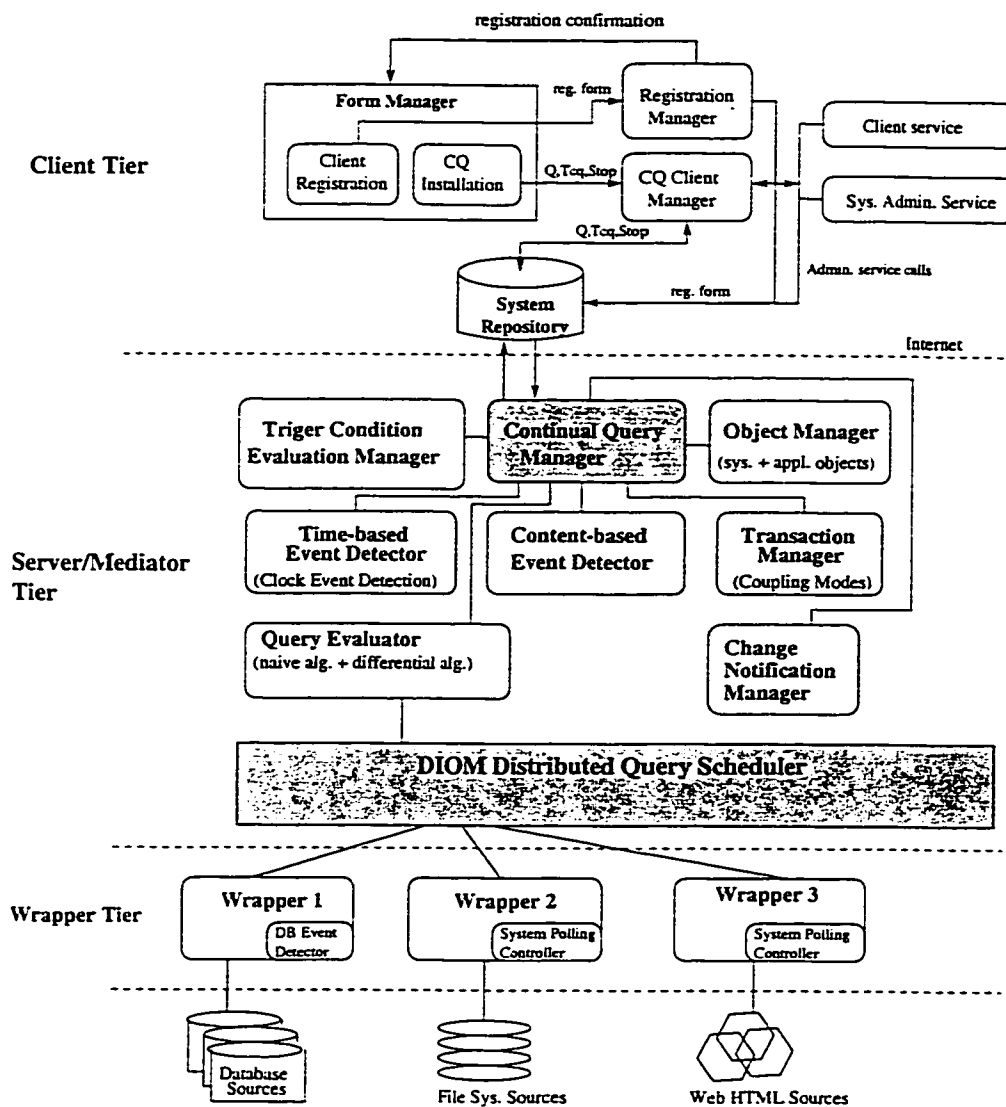 registration confirmation
Form Manager
reg. form
Registration
Manager
Client service
Client Tier
Client
Registration
CQ
Installation
Q,Tcq,Stop
CQ Client
Manager
Sys. Admin. Service
Q,Tcq,Stop
Admin. service calls
System
Repository
reg. form
Internet
Triger Condition
Evaluation Manager
Continual Query
Manager
Object Manager
(sys. + appl. objects)
Server/Mediator
Tier
Time-based
Event Detector
(Clock Event Detection)
Content-based
Event Detector
Transaction
Manager
(Coupling Modes)
Query Evaluator
(naive alg. + differential alg.)
Change
Notification
Manager
DIOM Distributed Query Scheduler
Wrapper Tier
Wrapper 1
DB Event
Detector
Wrapper 2
System Polling
Controller
Wrapper 3
System Polling
Controller
Database
Sources
File Sys. Sources
Web HTML Sources